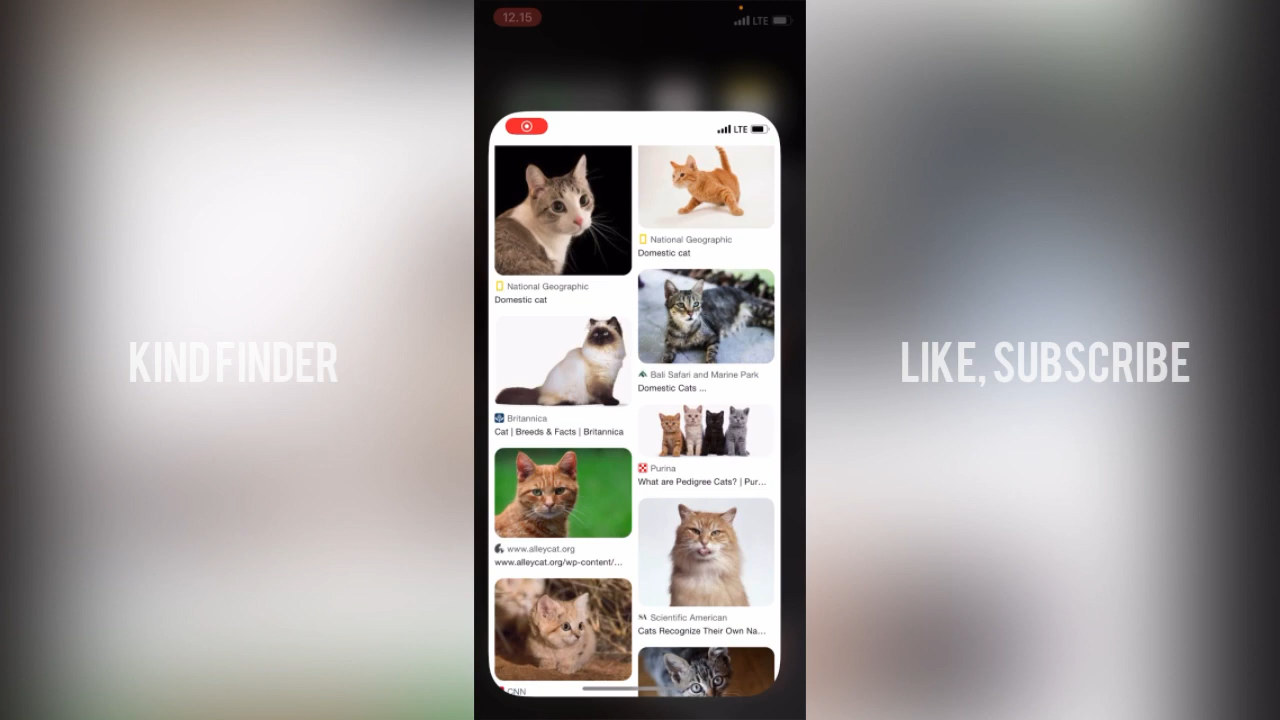 12.15
LTE
LTE
National Geographic
Domestic cat
National Geographic
Domestic cat
Bali Safari and Marine Park
Domestic Cats ...
Britannica
Cat | Breeds & Facts | Britannica
Purina
What are Pedigree Cats? | Pur...
www.alleycat.org
www.alleycat.org/wp-content/...
Scientific American
Cats Recognize Their Own Na...
CNN
KIND FINDER
LIKE, SUBSCRIBE